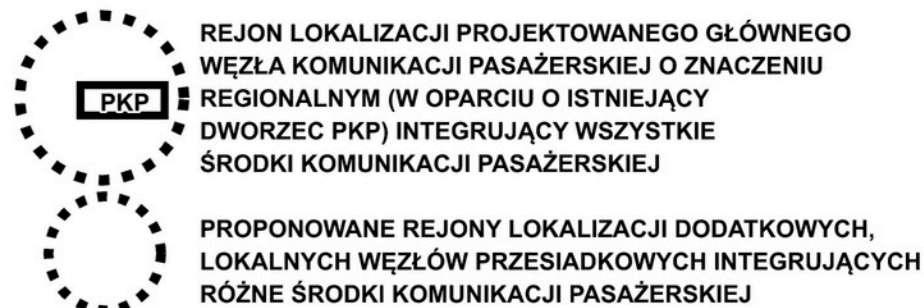 REJON LOKALIZACJI PROJEKTOWANEGO GŁÓWNEGO
WĘZŁA KOMUNIKACJI PASAŻERSKIEJ O ZNACZENIU
PKP
REGIONALNYM (W OPARCIU O ISTNIEJĄCY
DWORZEC PKP) INTEGRUJĄCY WSZYSTKIE
ŚRODKI KOMUNIKACJI PASAŻERSKIEJ
PROPONOWANE REJONY LOKALIZACJI DODATKOWYCH,
LOKALNYCH WĘZŁÓW PRZESIADKOWYCH INTEGRUJĄCYCH
RÓŻNE ŚRODKI KOMUNIKACJI PASAŻERSKIEJ